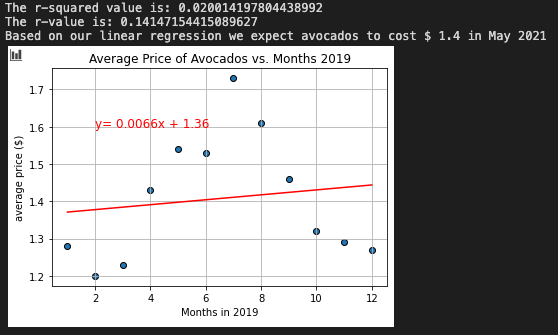 The r-squared value is: 0.020014197804438992
The r-value is: 0.14147154415089627
Based on our linear regression we expect avocados to cost $ 1.4 in May 2021
Average Price of Avocados vs. Months 2019
1.7
1.6
1.5
1.4
1.3
1.2
average price ($)
y= 0.0066x + 1.36
2 4 6 8 10 12
Months in 2019